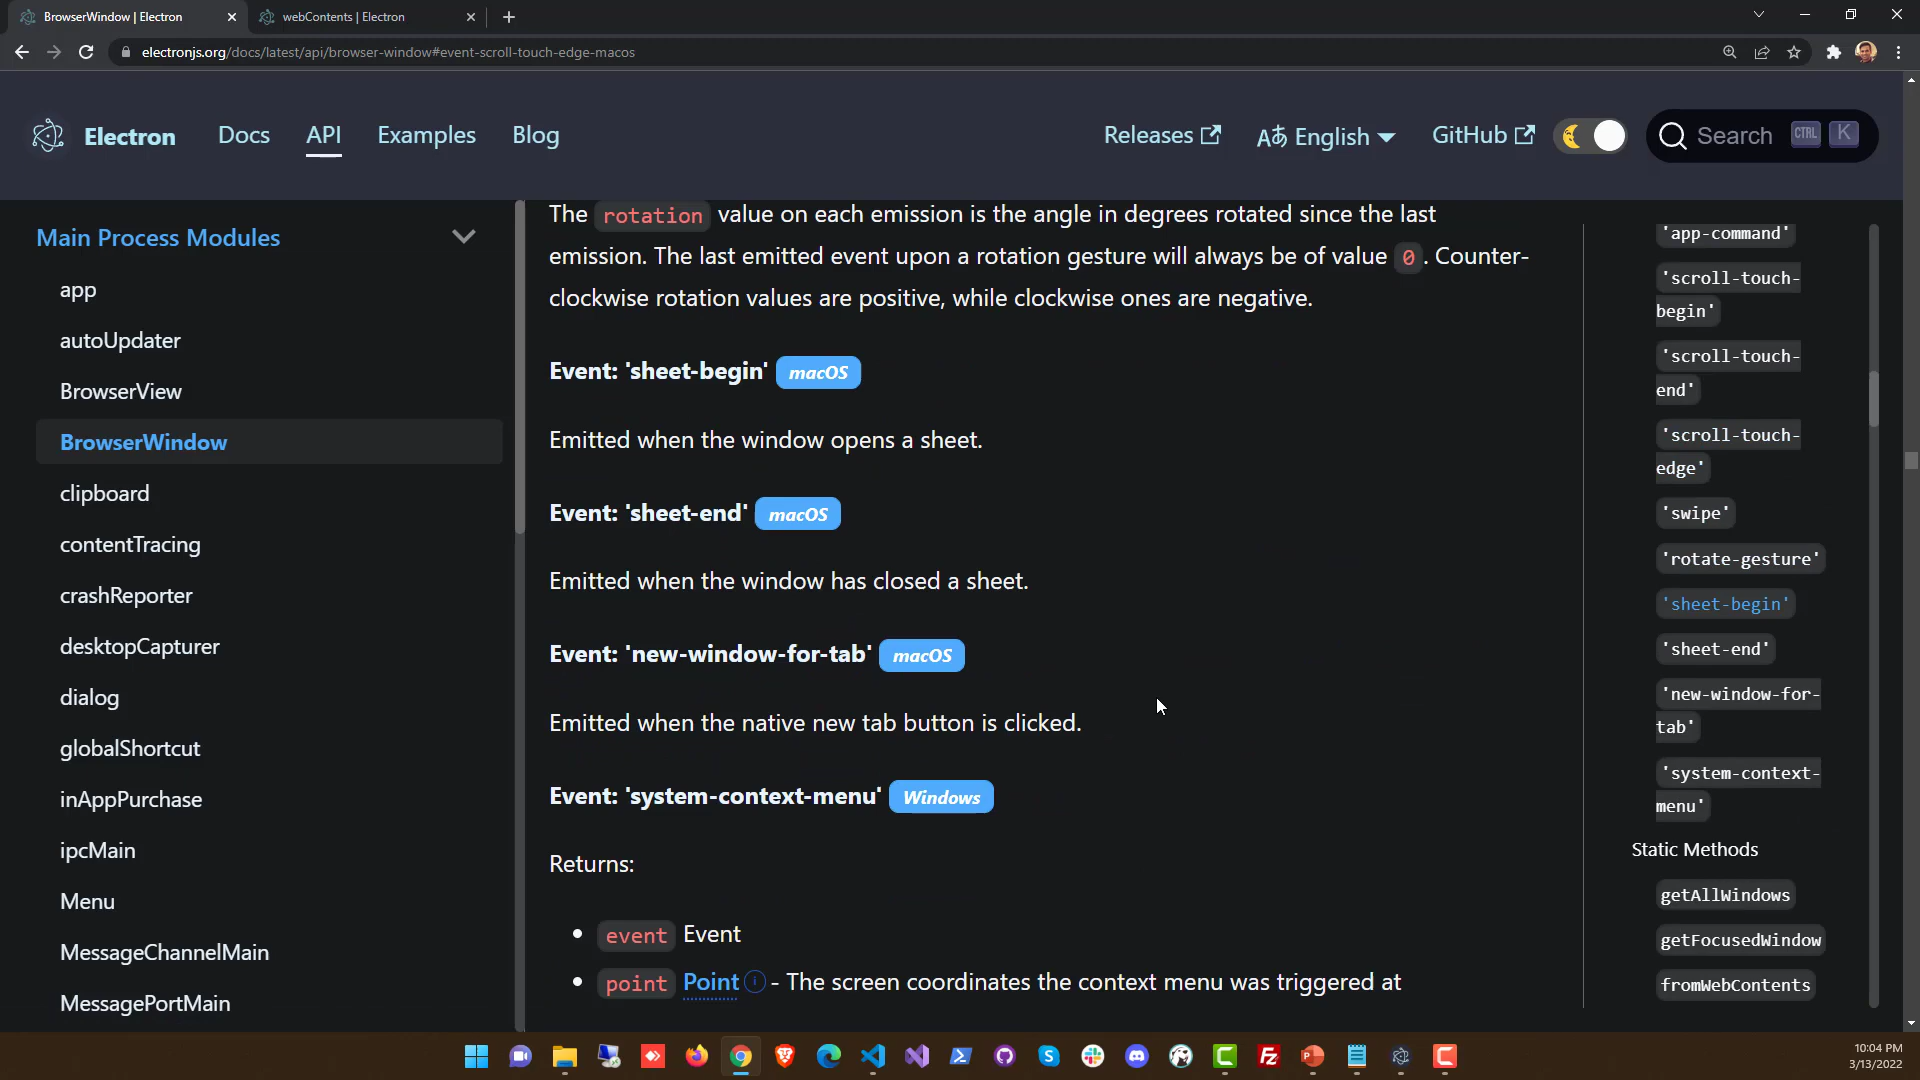 BrowserWindow | Electron
webContents | Electron
electronjs.org/docs/latest/api/browser-window#event-scroll-touch-edge-macos
Electron
Docs
API
Examples
Blog
Releases
Aあ English
GitHub
Search
CTRL
K
Main Process Modules
app
autoUpdater
BrowserView
BrowserWindow
clipboard
contentTracing
crashReporter
desktopCapturer
dialog
globalShortcut
inAppPurchase
ipcMain
Menu
MessageChannelMain
MessagePortMain
The rotation value on each emission is the angle in degrees rotated since the last
emission. The last emitted event upon a rotation gesture will always be of value 0. Counter-
clockwise rotation values are positive, while clockwise ones are negative.
Event: 'sheet-begin' macOS
Emitted when the window opens a sheet.
Event: 'sheet-end' macOS
Emitted when the window has closed a sheet.
Event: 'new-window-for-tab' macOS
Emitted when the native new tab button is clicked.
Event: 'system-context-menu' Windows
Returns:
event Event
point Point - The screen coordinates the context menu was triggered at
'app-command'
'scroll-touch-
begin'
'scroll-touch-
end'
'scroll-touch-
edge'
'swipe'
'rotate-gesture'
'sheet-begin'
'sheet-end'
'new-window-for-
tab'
'system-context-
menu'
Static Methods
getAllWindows
getFocusedWindow
fromWebContents
10:04 PM
3/13/2022